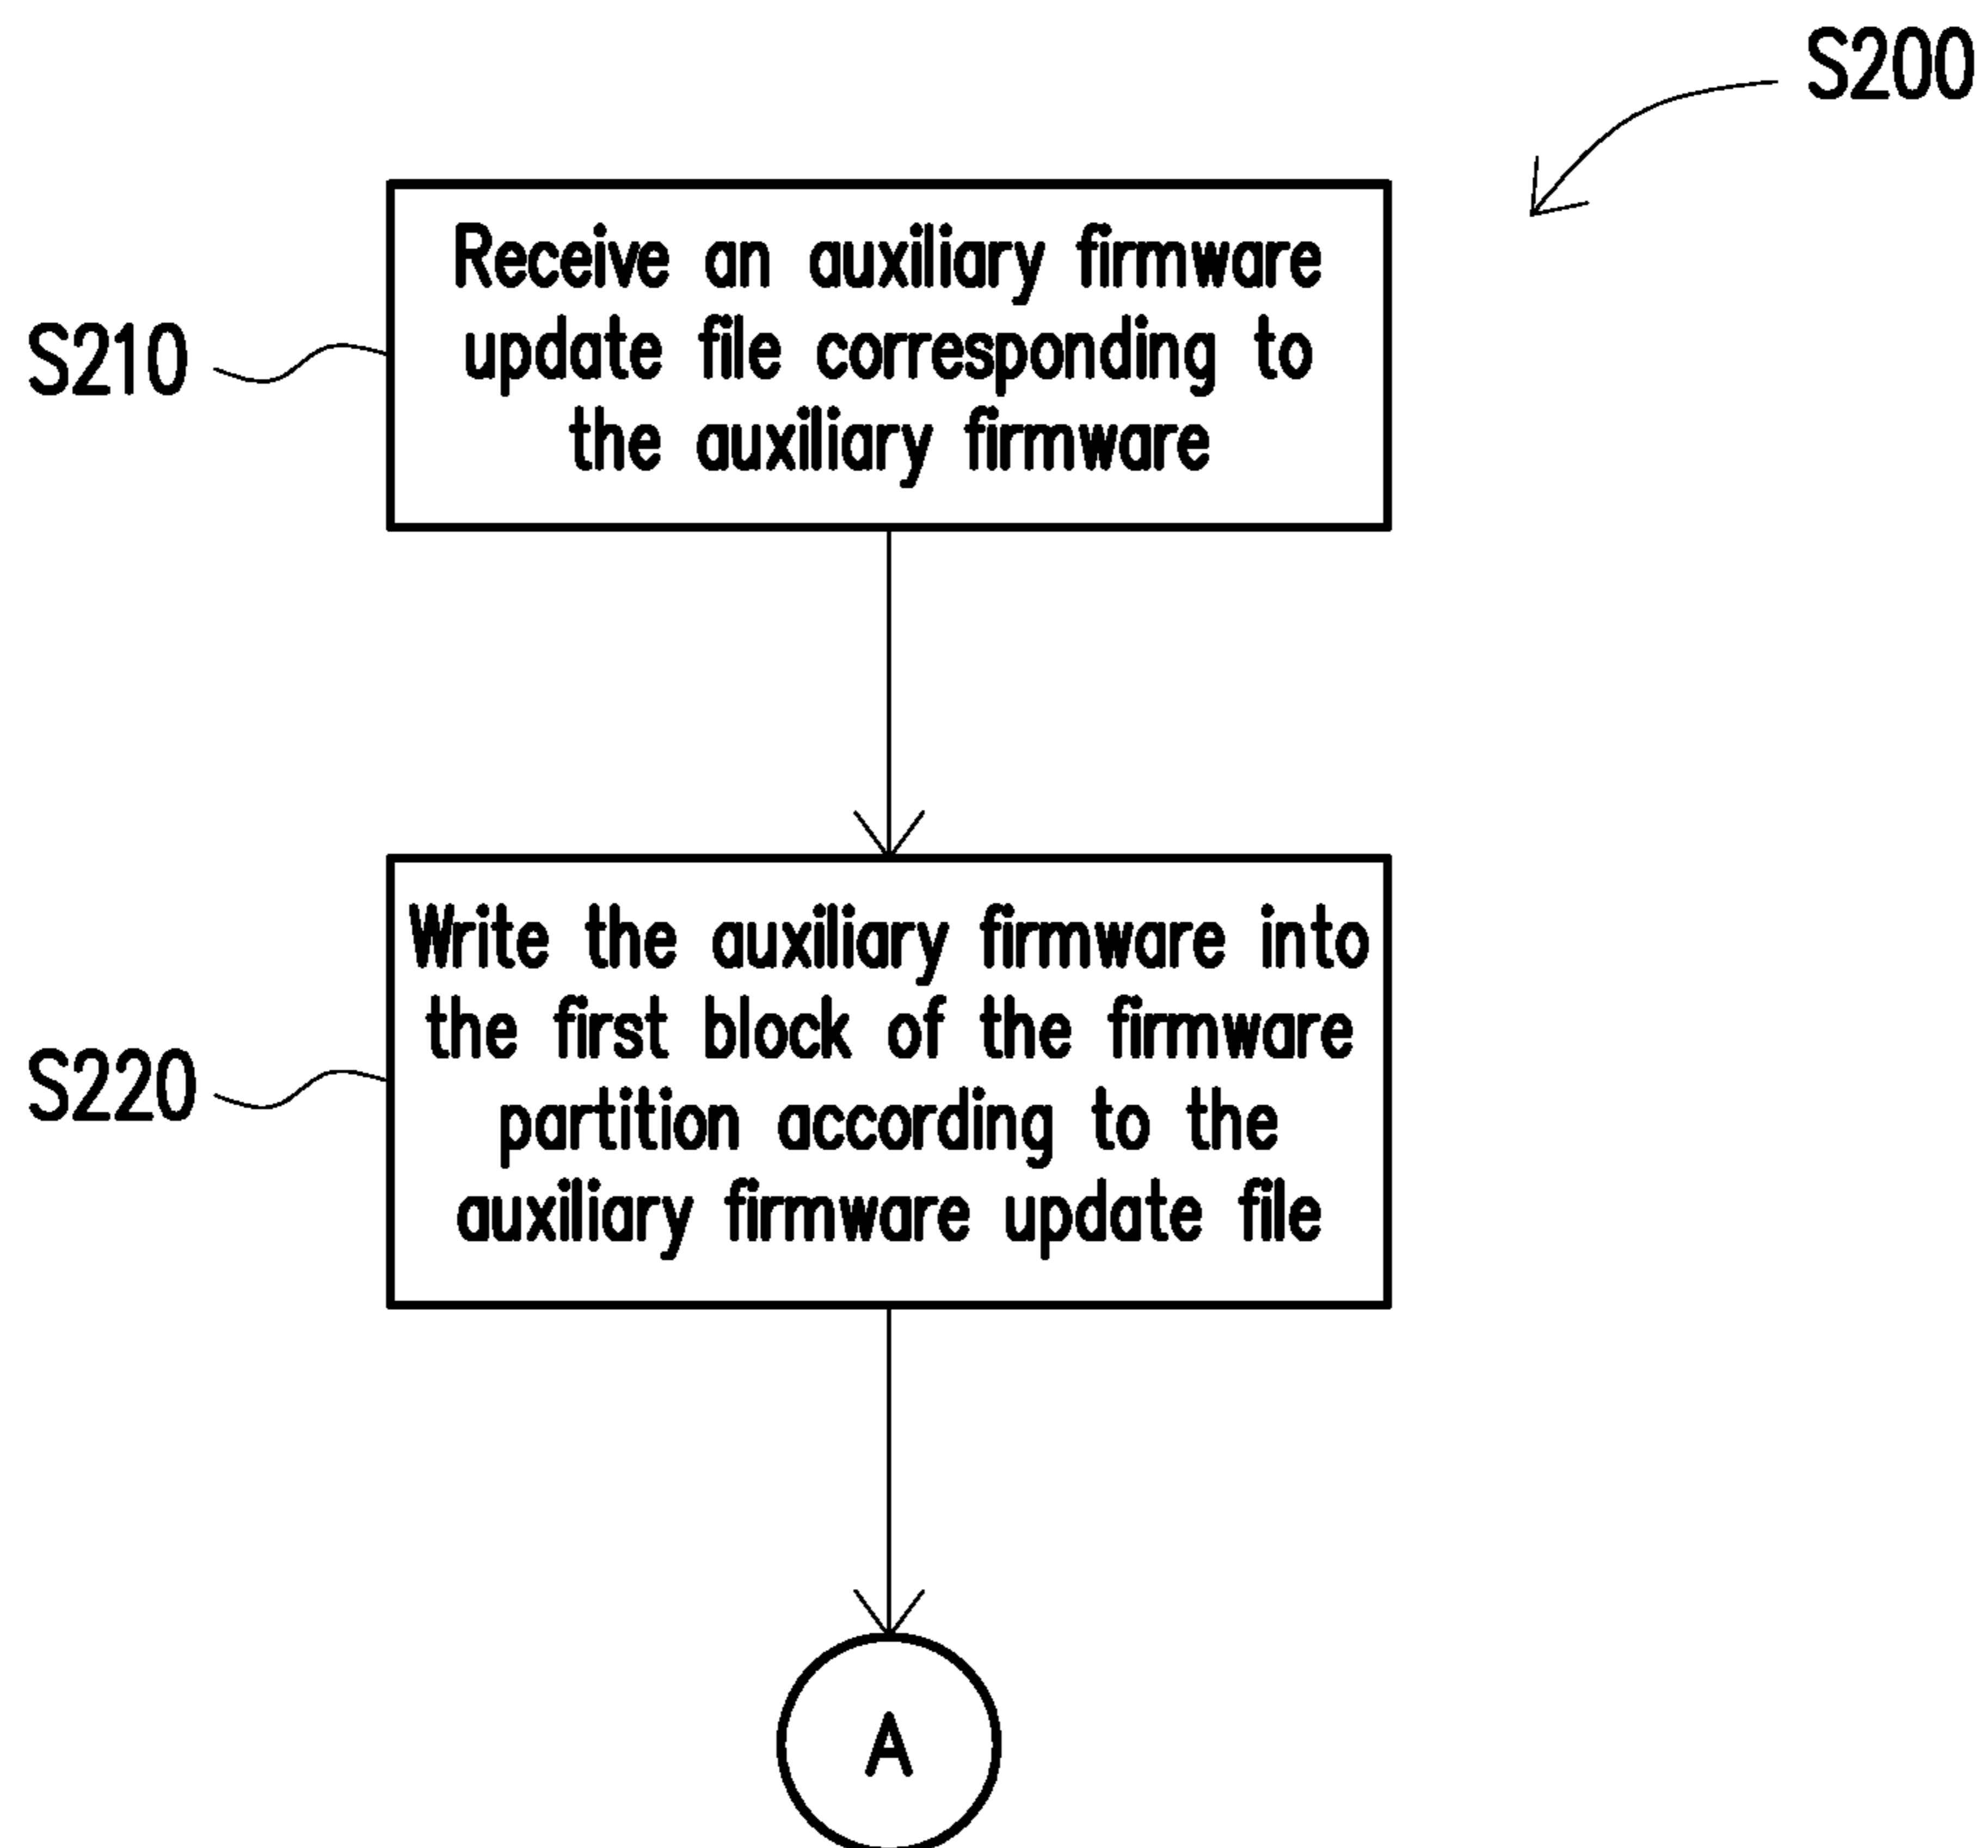 S200
Receive an auxiliary firmware
update file corresponding to
the auxiliary firmware
S210
Write the auxiliary firmware into
the first block of the firmware
partition according to the
auxiliary firmware update file
S220
A